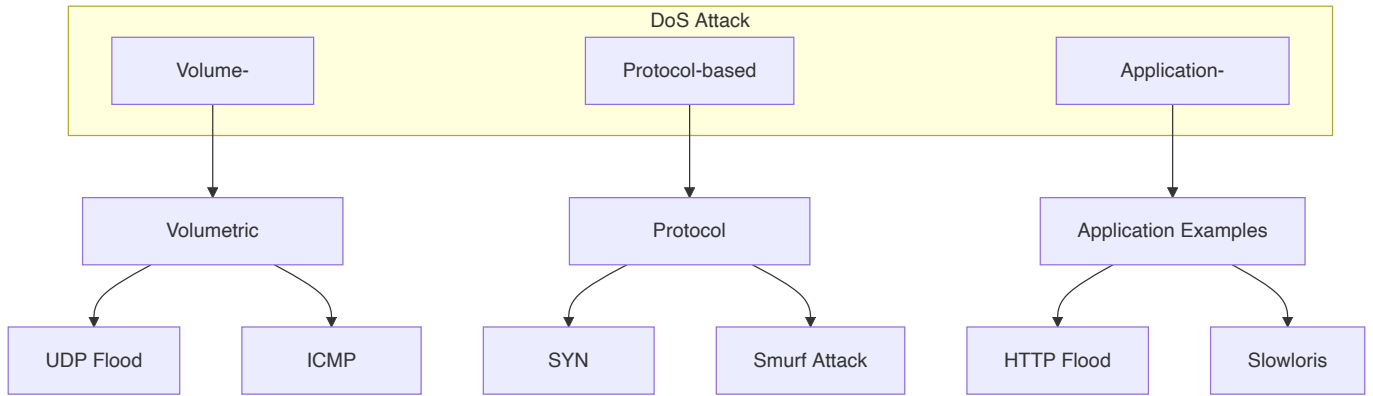 DoS Attack
Volume-
Protocol-based
Application-
Volumetric
Protocol
Application Examples
UDP Flood
ICMP
SYN
Smurf Attack
HTTP Flood
Slowloris